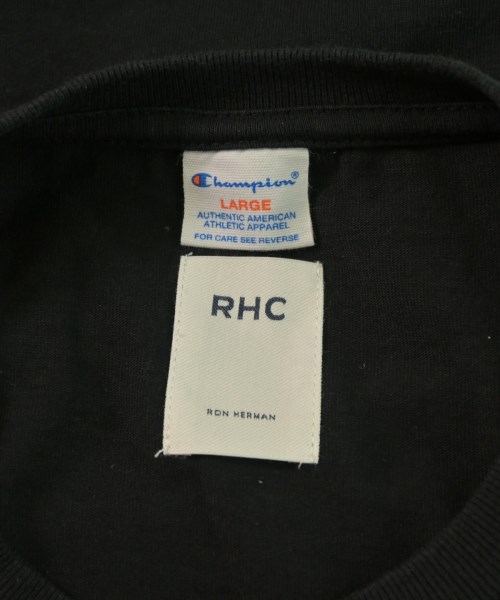 Champion®
LARGE
AUTHENTIC AMERICAN
ATHLETIC APPAREL
FOR CARE SEE REVERSE
RHC
RON HERMAN